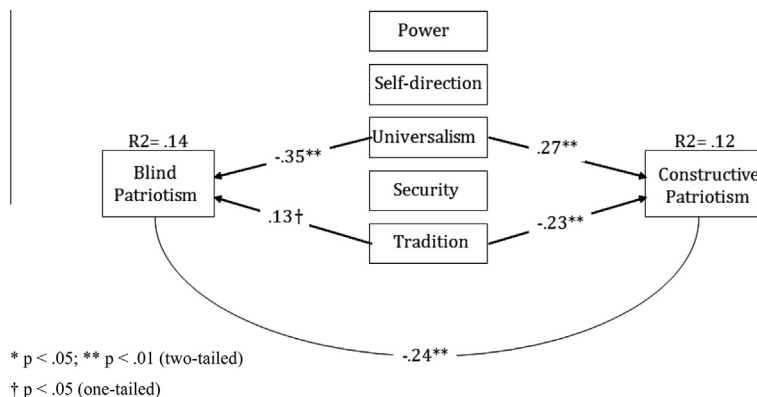 Power
Self-direction
R2= .14
Universalism
R2= .12
-.35**
.27**
Blind
Patriotism
Constructive
Patriotism
Security
.13†
-.23**
Tradition
-.24**
* p < .05; ** p < .01 (two-tailed)
† p < .05 (one-tailed)